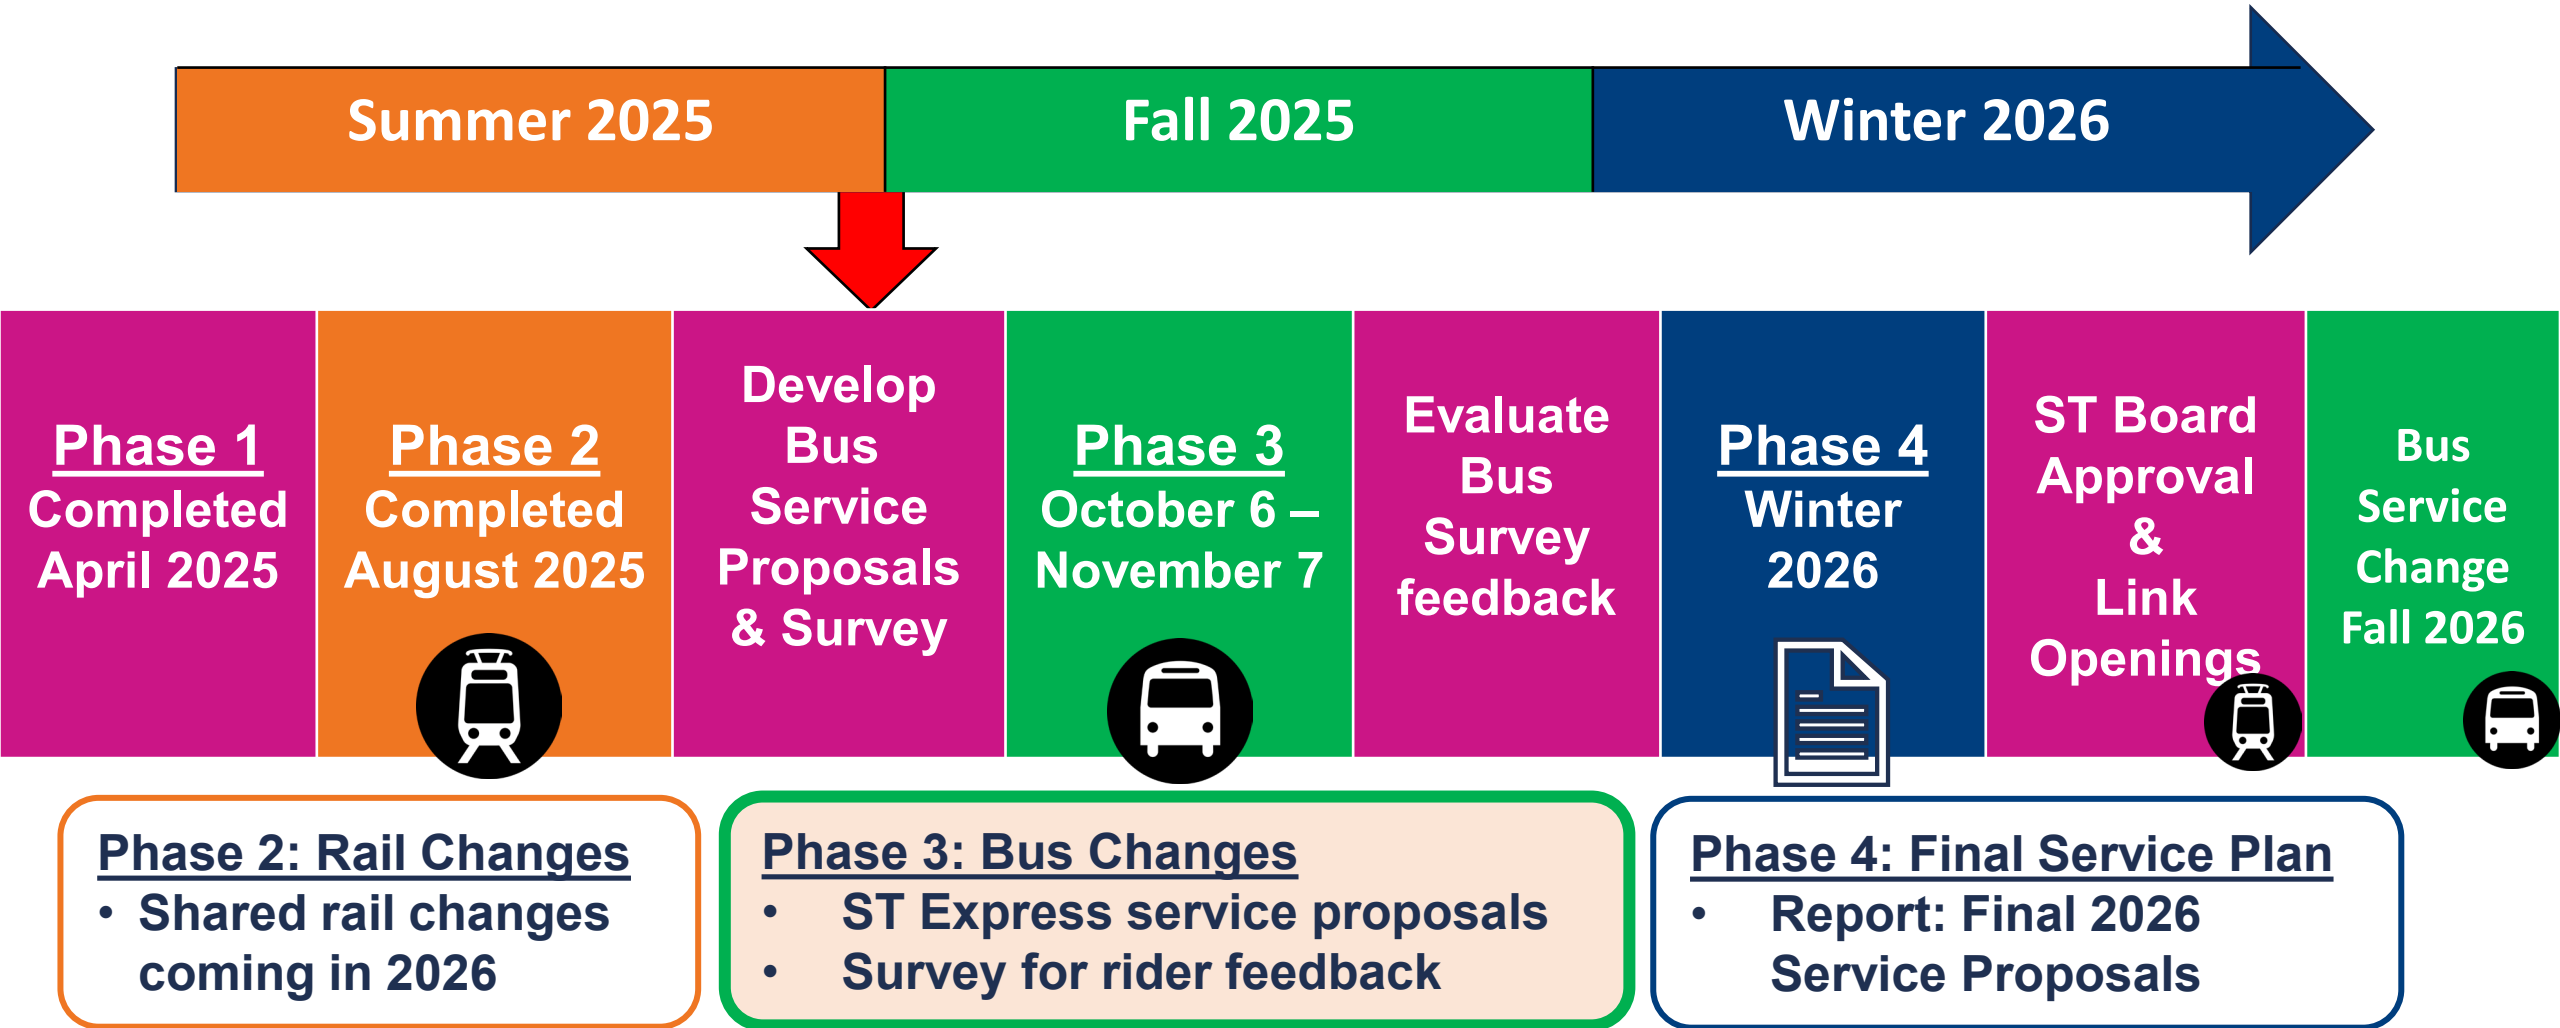 Summer 2025
Fall 2025
Winter 2026
Phase 1
Completed
April 2025
Phase 2
Completed
August 2025
Develop
Bus
Service
Proposals
& Survey
Phase 3
October 6 –
November 7
Evaluate
Bus
Survey
feedback
Phase 4
Winter
2026
ST Board
Approval
&
Link
Openings
Bus
Service
Change
Fall 2026
Phase 2: Rail Changes
• Shared rail changes
coming in 2026
Phase 3: Bus Changes
• ST Express service proposals
• Survey for rider feedback
Phase 4: Final Service Plan
• Report: Final 2026
Service Proposals